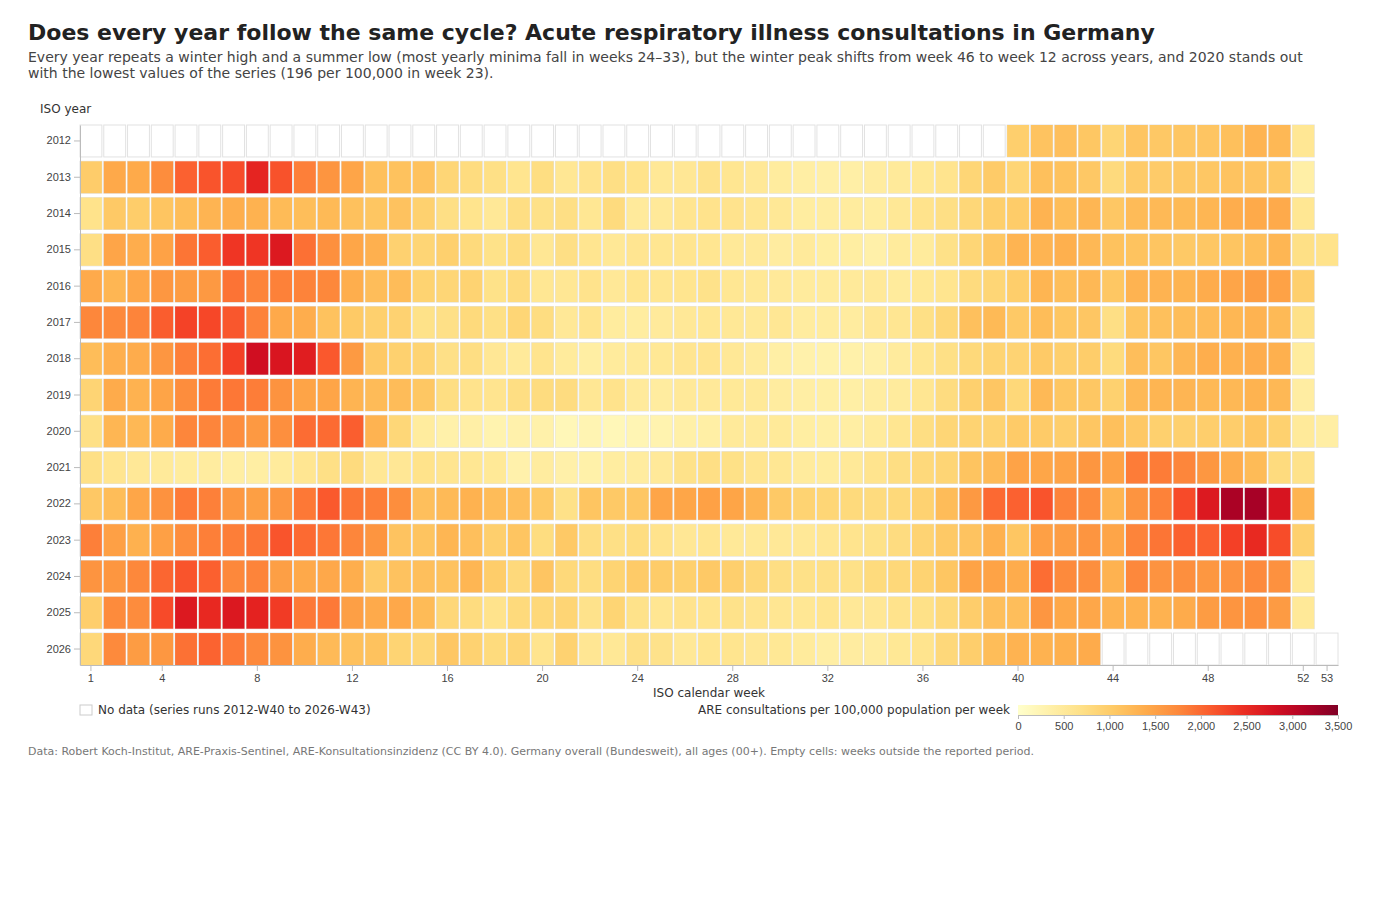 Does every year follow the same cycle? Acute respiratory illness consultations in Germany
Every year repeats a winter high and a summer low (most yearly minima fall in weeks 24–33), but the winter peak shifts from week 46 to week 12 across years, and 2020 stands out
with the lowest values of the series (196 per 100,000 in week 23).
ISO year
2012
2013
2014
2015
2016
2017
2018
2019
2020
2021
2022
2023
2024
2025
2026
1 4 8 12 16 20 24 28 32 36 40 44 48 52 53
ISO calendar week
No data (series runs 2012-W40 to 2026-W43)
ARE consultations per 100,000 population per week
0 500 1,000 1,500 2,000 2,500 3,000 3,500
Data: Robert Koch-Institut, ARE-Praxis-Sentinel, ARE-Konsultationsinzidenz (CC BY 4.0). Germany overall (Bundesweit), all ages (00+). Empty cells: weeks outside the reported period.